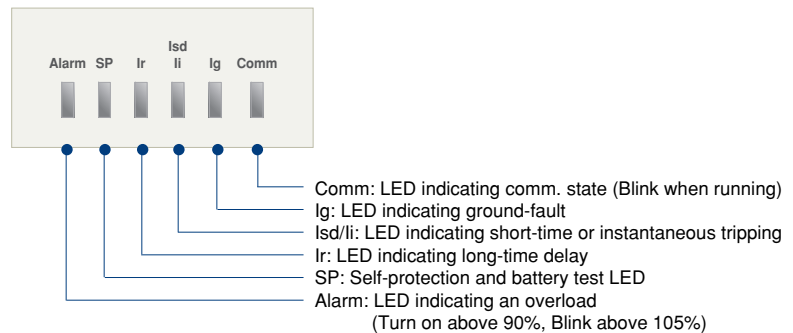 Isd
Alarm SP Ir Ii Ig Comm
Comm: LED indicating comm. state (Blink when running)
Ig: LED indicating ground-fault
Isd/Ii: LED indicating short-time or instantaneous tripping
Ir: LED indicating long-time delay
SP: Self-protection and battery test LED
Alarm: LED indicating an overload
(Turn on above 90%, Blink above 105%)